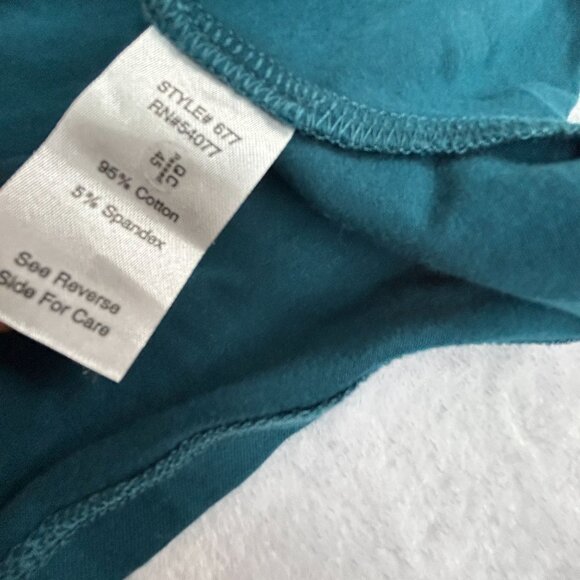 STYLE# 677
RN#54077
95% Cotton
5% Spandex
See Reverse
Side For Care